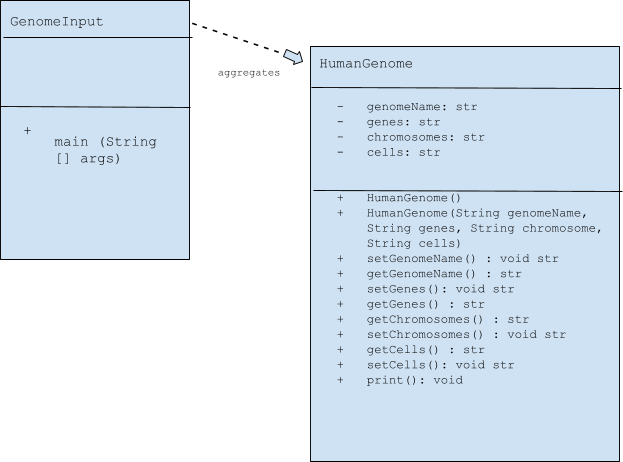 GenomeInput
+
main (String
[] args)
aggregates
HumanGenome
- genomeName: str
- genes: str
- chromosomes: str
- cells: str
+ HumanGenome()
+ HumanGenome(String genomeName,
String genes, String chromosome,
String cells)
+ setGenomeName() : void str
+ getGenomeName() : str
+ setGenes(): void str
+ getGenes() : str
+ getChromosomes() : str
+ setChromosomes() : void str
+ getCells() : str
+ setCells(): void str
+ print(): void